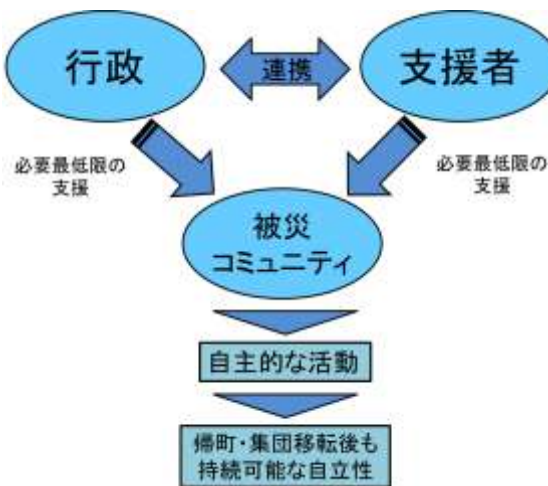 行政
連携
支援者
必要最低限の
支援
必要最低限の
支援
被災
コミュニティ
自主的な活動
帰町・集団移転後も
持続可能な自立性